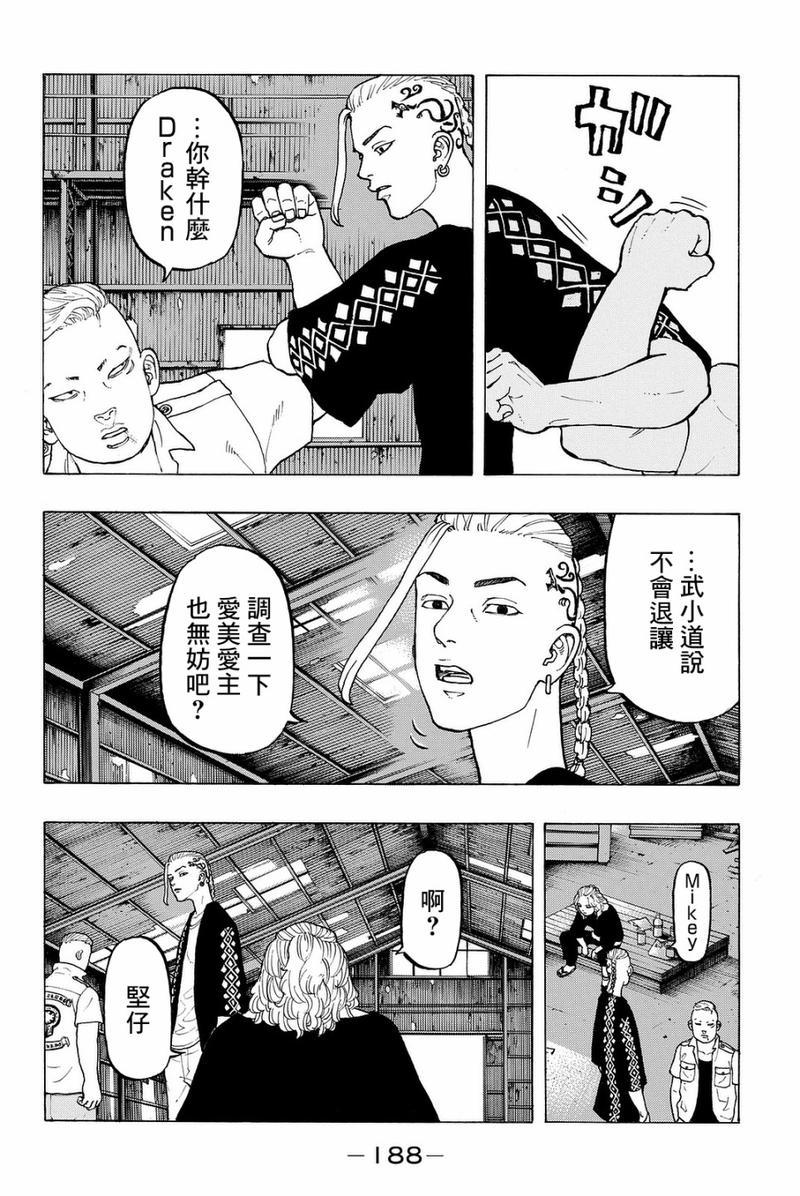 ガシッ
…你幹什麼
Draken
…武小道說
不會退讓
調查一下
愛美愛主
也無妨吧？
Mikey
啊？
堅仔
—188—